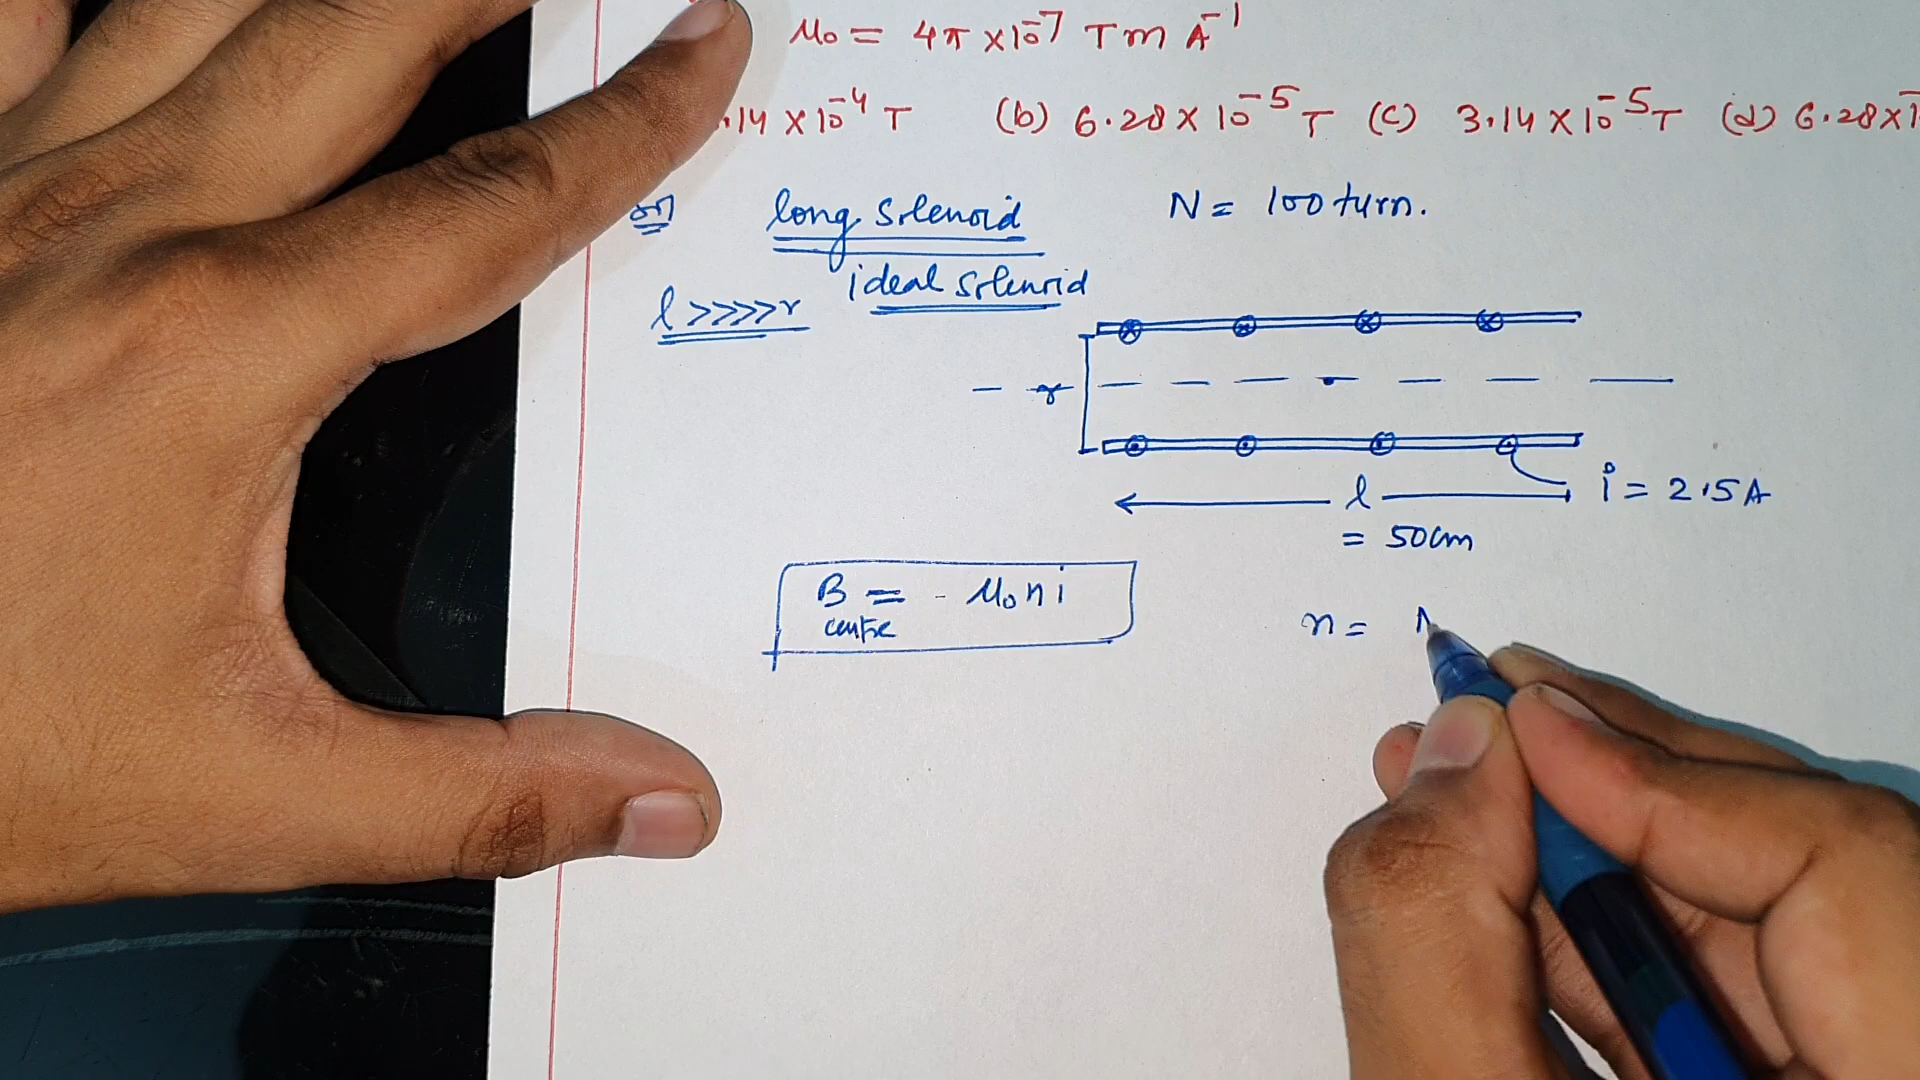 μ₀ = 4π ×10⁻⁷ T m A⁻¹
.14 × 10⁻⁴ T (b) 6.28 × 10⁻⁵ T (c) 3.14 × 10⁻⁵ T (d) 6.28×1
long Solenoid N = 100 turn.
ideal Solenoid
l >>>> r
r
i = 2.5A
l
= 50cm
B = - μ₀ n i
centre
n = N